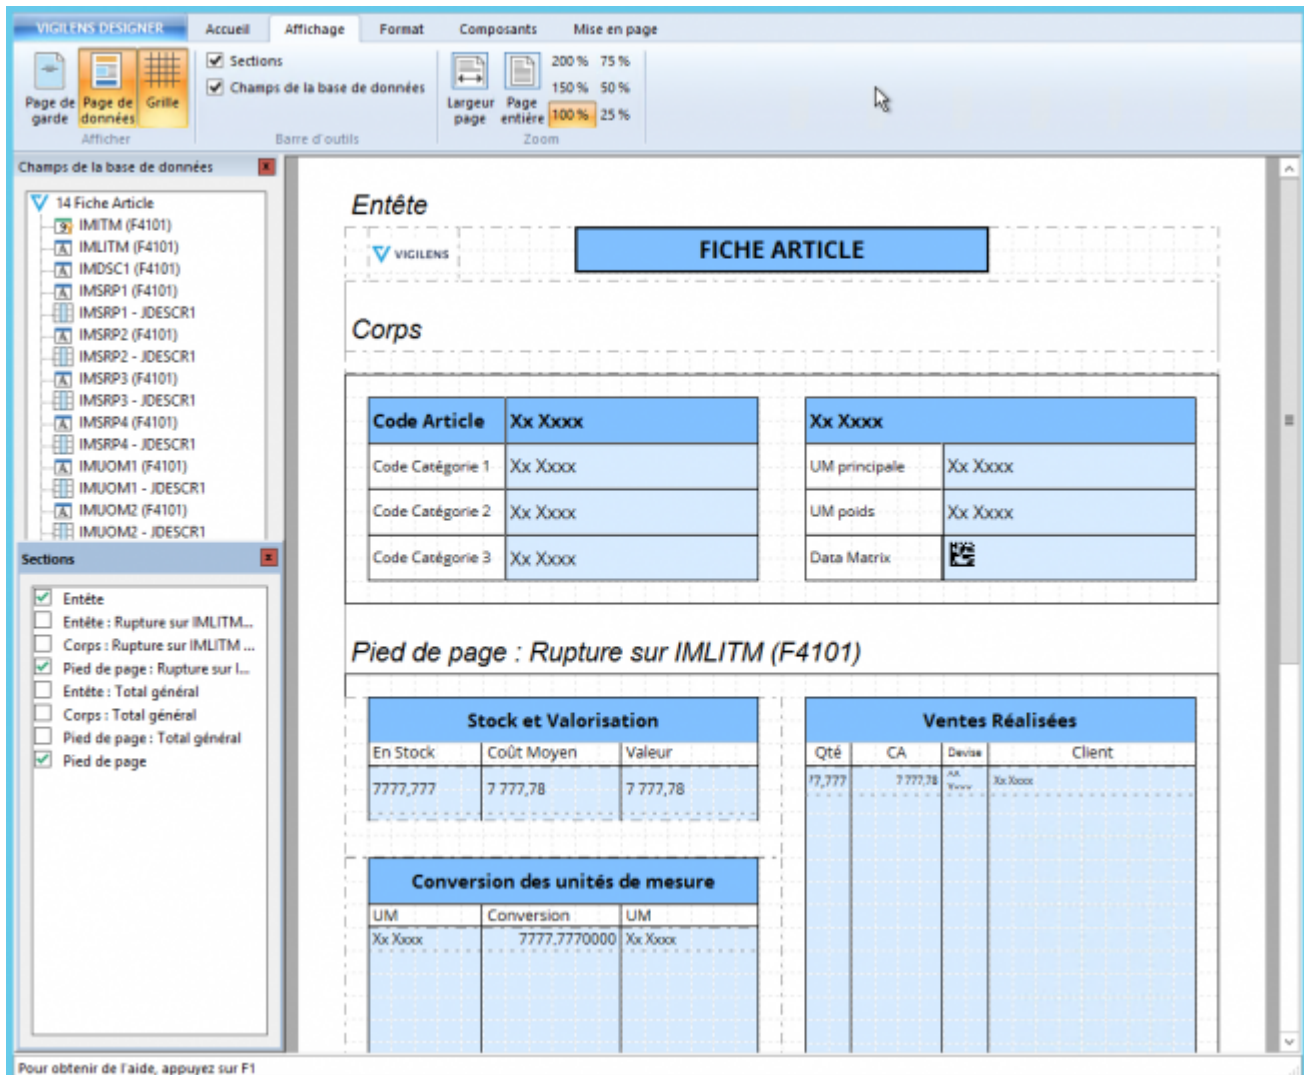 VIGILENS DESIGNER Accueil Affichage Format Composants Mise en page
Page de garde
Page de données
Grille
Afficher
Sections
Champs de la base de données
Barre d'outils
Largeur page
Page entière
200 % 75 %
150 % 50 %
100 % 25 %
Zoom
Champs de la base de données
14 Fiche Article
IMITM (F4101)
IMLITM (F4101)
IMDSC1 (F4101)
IMSRP1 (F4101)
IMSRP1 - JDESCR1
IMSRP2 (F4101)
IMSRP2 - JDESCR1
IMSRP3 (F4101)
IMSRP3 - JDESCR1
IMSRP4 (F4101)
IMSRP4 - JDESCR1
IMUOM1 (F4101)
IMUOM1 - JDESCR1
IMUOM2 (F4101)
IMUOM2 - JDESCR1
Sections
Entête
Entête : Rupture sur IMLITM...
Corps : Rupture sur IMLITM ...
Pied de page : Rupture sur I...
Entête : Total général
Corps : Total général
Pied de page : Total général
Pied de page
Entête
VIGILENS
FICHE ARTICLE
Corps
Code Article Xx Xxxx
Code Catégorie 1 Xx Xxxx
Code Catégorie 2 Xx Xxxx
Code Catégorie 3 Xx Xxxx
Xx Xxxx
UM principale Xx Xxxx
UM poids Xx Xxxx
Data Matrix
Pied de page : Rupture sur IMLITM (F4101)
Stock et Valorisation
En Stock Coût Moyen Valeur
7777,777 7 777,78 7 777,78
Conversion des unités de mesure
UM Conversion UM
Xx Xxxx 7777,7770000 Xx Xxxx
Ventes Réalisées
Qté CA Devise Client
7,777 7 777,78 Xx Xxxx
Pour obtenir de l'aide, appuyez sur F1